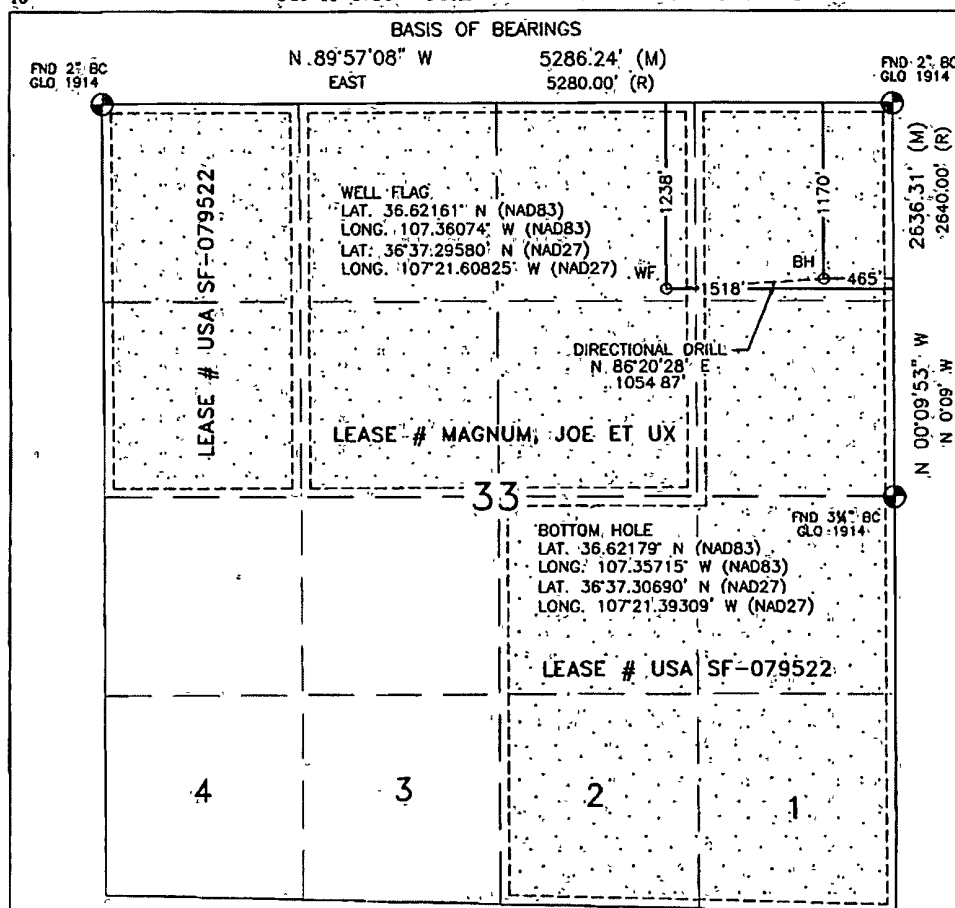 BASIS OF BEARINGS
N 89°57'08" W 5286.24' (M)
EAST 5280.00' (R)
FND 2" BC
GLO 1914
FND 2" BC
GLO 1914
2636.31' (M)
2640.00' (R)
N 00°09'53" W
N 0°09' W
LEASE # USA SF-079522
WELL FLAG
LAT. 36.62161° N (NAD83)
LONG. 107.36074° W (NAD83)
LAT. 36°37.29580' N (NAD27)
LONG. 107°21.60825' W (NAD27)
1238'
1170'
WF
BH
1518'
465'
DIRECTIONAL DRILL
N 86°20'28" E
1054.87'
LEASE # MAGNUM, JOE ET UX
33
FND 3¼" BC
GLO 1914
BOTTOM HOLE
LAT. 36.62179° N (NAD83)
LONG. 107.35715° W (NAD83)
LAT. 36°37.30690' N (NAD27)
LONG. 107°21.39309' W (NAD27)
LEASE # USA SF-079522
4 3 2 1